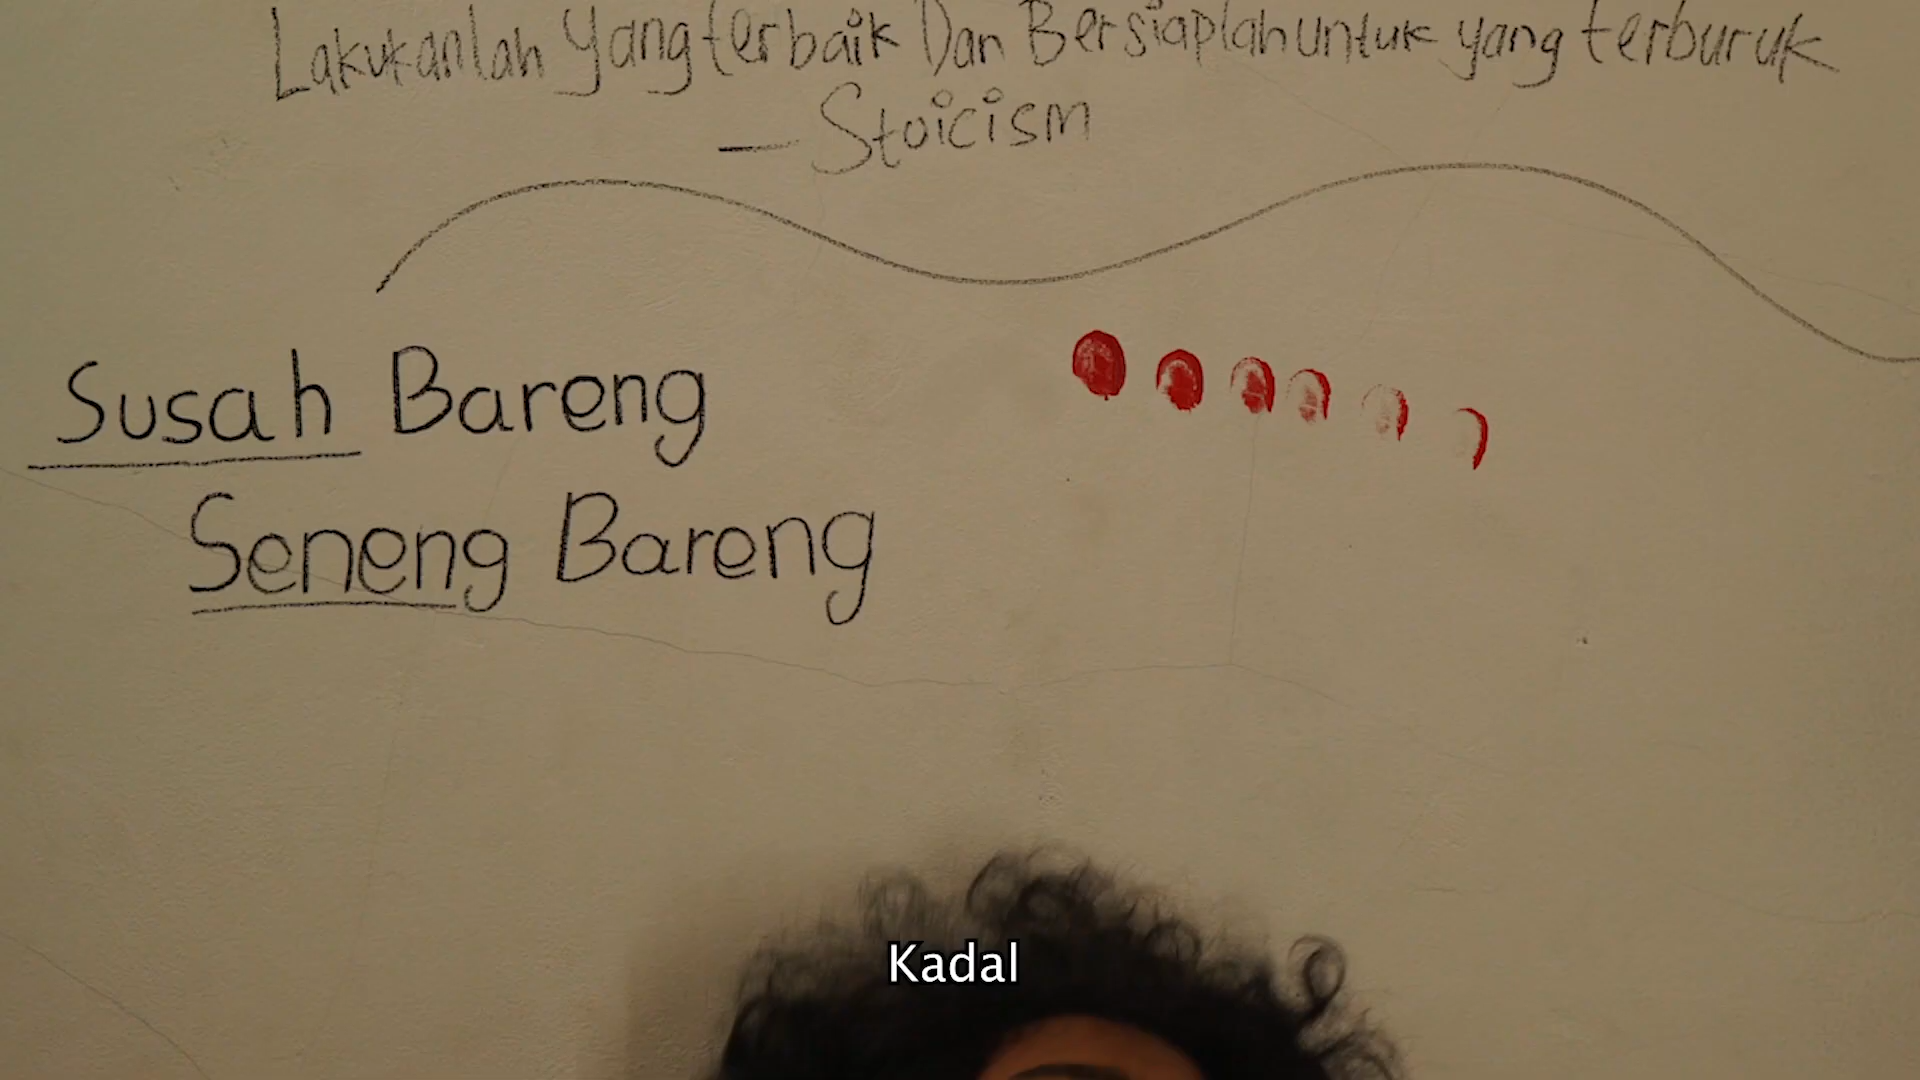 Lakukanlah Yang terbaik Dan Bersiaplah untuk yang terburuk
— Stoicism
Susah Bareng
Seneng Bareng
Kadal